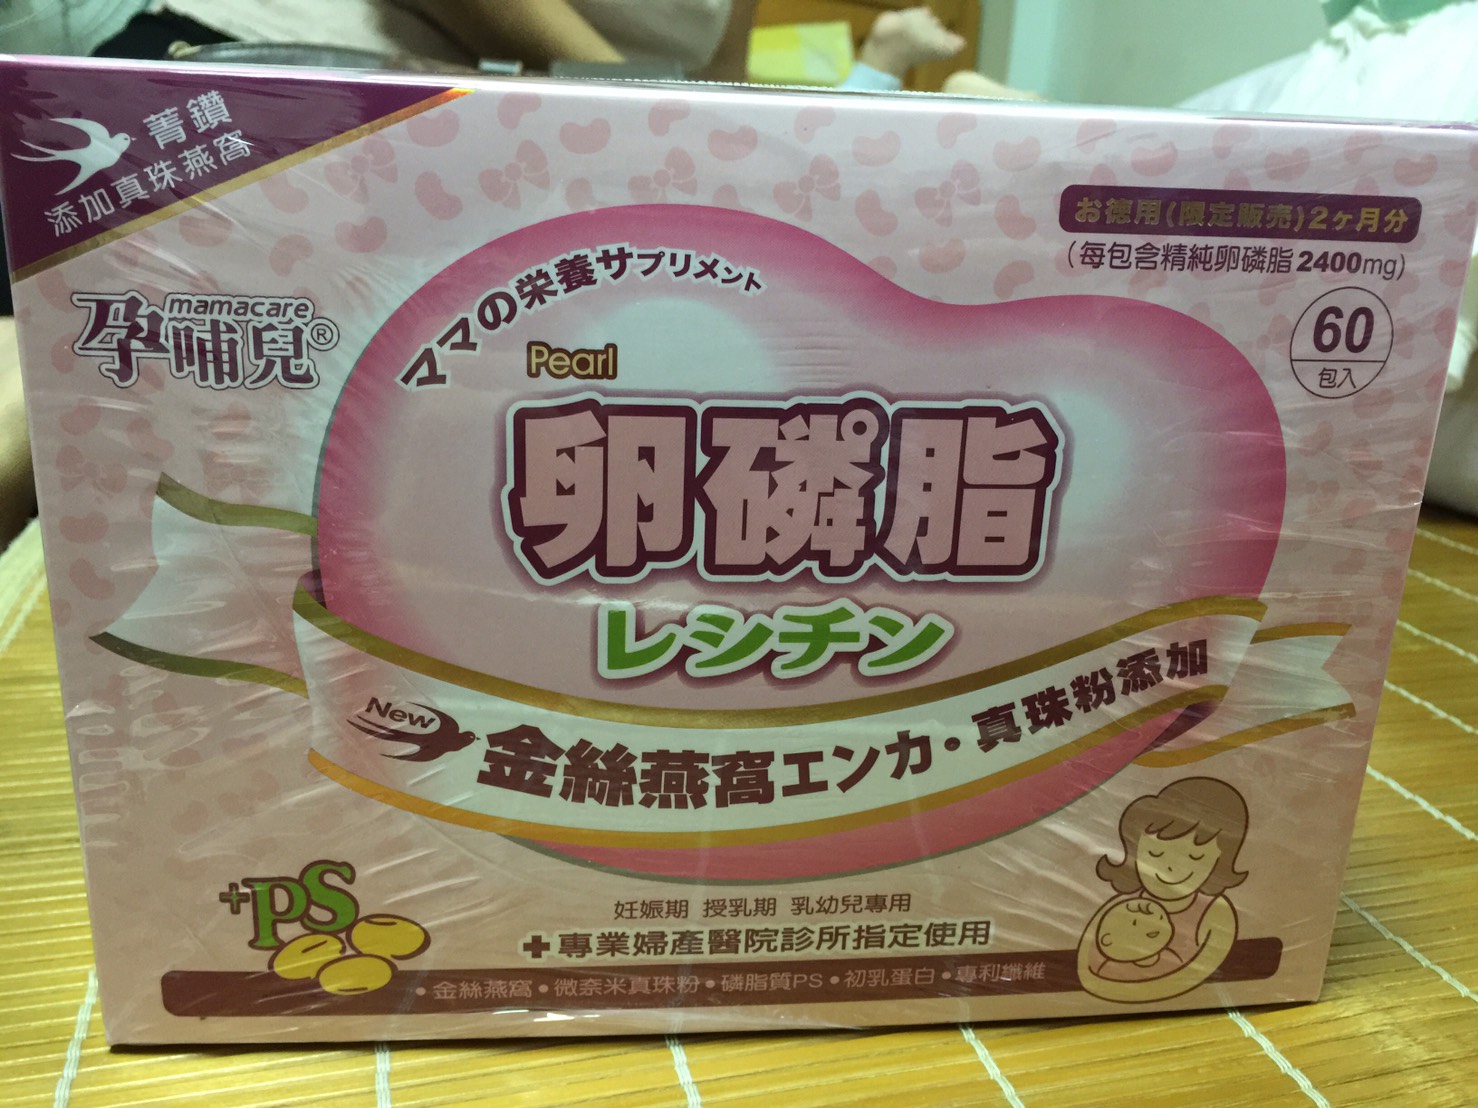 菁鑽
添加真珠燕窩
お徳用(限定販売)2ヶ月分
(每包含精純卵磷脂2400mg)
60
包入
mamacare
孕哺兒®
ママの栄養サプリメント
Pearl
卵磷脂
レシチン
New
金絲燕窩エンカ・真珠粉添加
+PS
妊娠期 授乳期 乳幼兒專用
+專業婦產醫院診所指定使用
•金絲燕窩•微奈米真珠粉•磷脂質PS•初乳蛋白•專利孅維